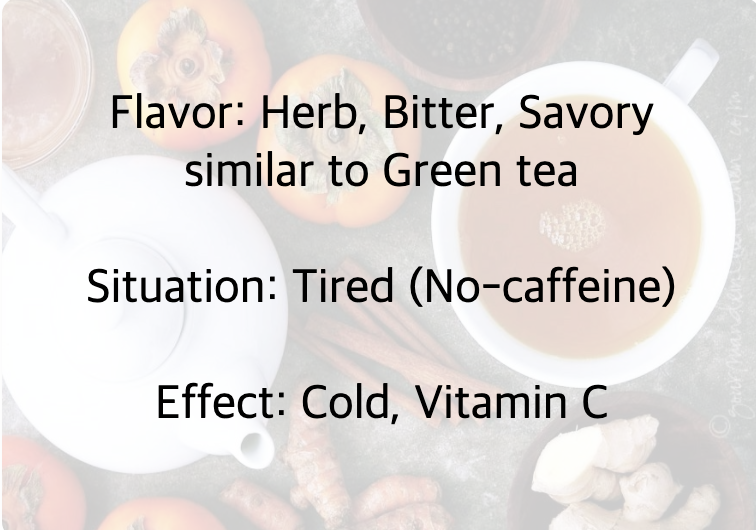 Flavor: Herb, Bitter, Savory
similar to Green tea
Situation: Tired (No-caffeine)
Effect: Cold, Vitamin C